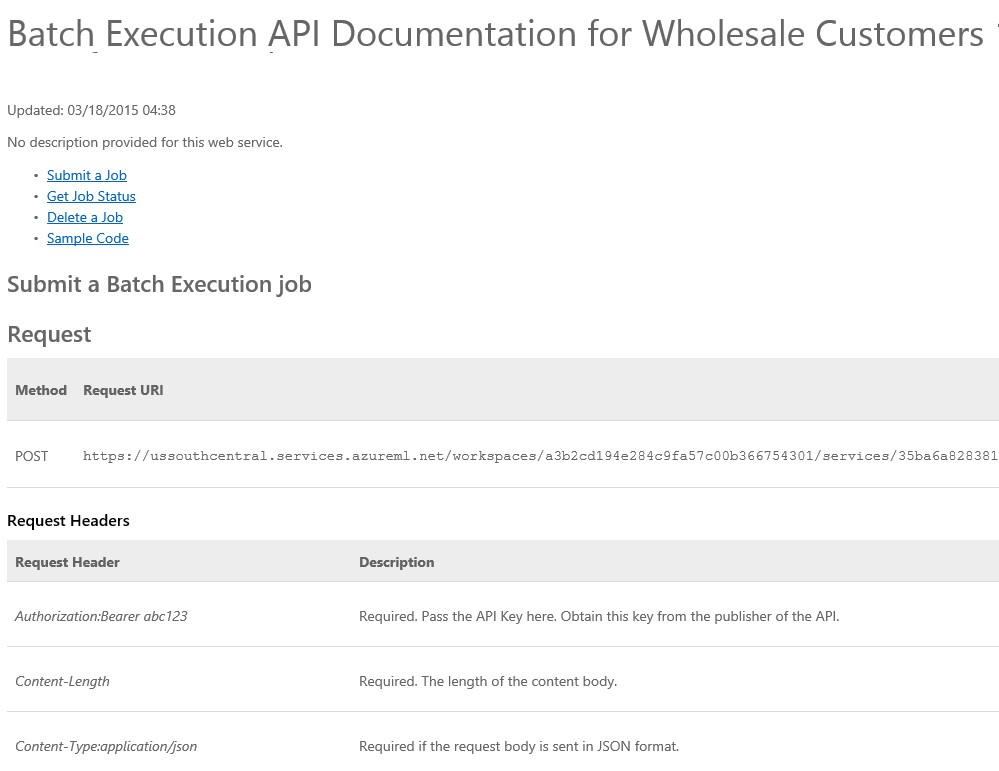 Batch Execution API Documentation for Wholesale Customers
Updated: 03/18/2015 04:38
No description provided for this web service.
• Submit a Job
• Get Job Status
• Delete a Job
• Sample Code
Submit a Batch Execution job
Request
Method Request URI
POST https://ussouthcentral.services.azureml.net/workspaces/a3b2cd194e284c9fa57c00b366754301/services/35ba6a828381
Request Headers
Request Header Description
Authorization:Bearer abc123 Required. Pass the API Key here. Obtain this key from the publisher of the API.
Content-Length Required. The length of the content body.
Content-Type:application/json Required if the request body is sent in JSON format.